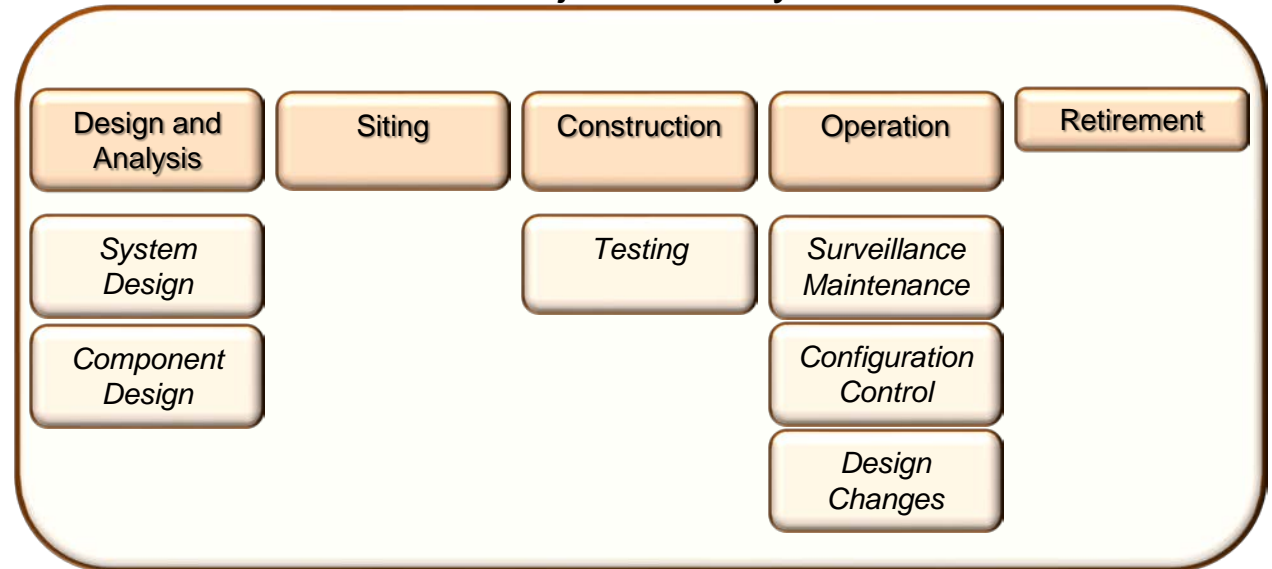 Design and
Analysis
Siting
Construction
Operation
Retirement
System
Design
Testing
Surveillance
Maintenance
Component
Design
Configuration
Control
Design
Changes